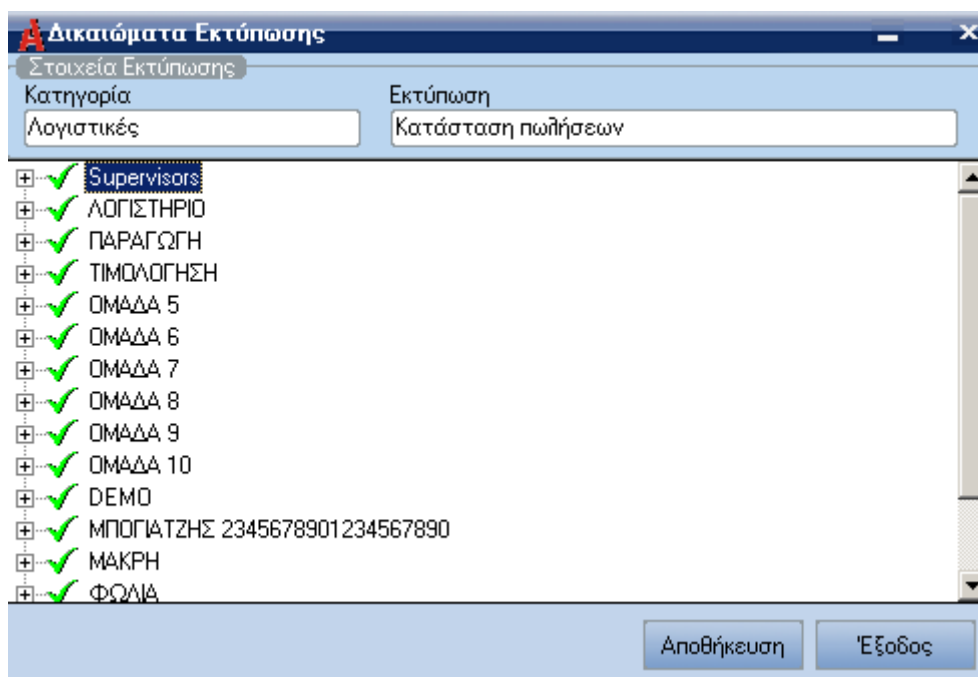 Δικαιώματα Εκτύπωσης
Στοιχεία Εκτύπωσης
Κατηγορία Εκτύπωση
Λογιστικές Κατάσταση πωλήσεων
Supervisors
ΛΟΓΙΣΤΗΡΙΟ
ΠΑΡΑΓΩΓΗ
ΤΙΜΟΛΟΓΗΣΗ
ΟΜΑΔΑ 5
ΟΜΑΔΑ 6
ΟΜΑΔΑ 7
ΟΜΑΔΑ 8
ΟΜΑΔΑ 9
ΟΜΑΔΑ 10
DEMO
ΜΠΟΓΙΑΤΖΗΣ 2345678901234567890
ΜΑΚΡΗ
ΦΩΛΙΑ
Αποθήκευση Έξοδος